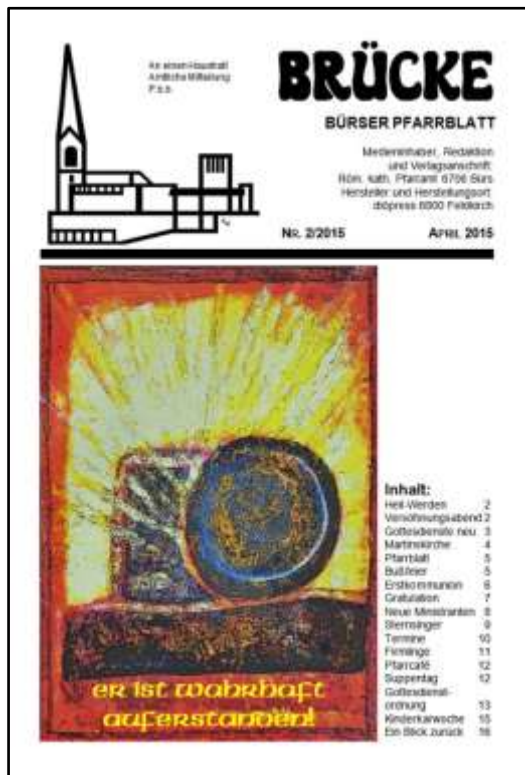 An einen Haushalt
Amtliche Mitteilung
P.b.b.
BRÜCKE
BÜRSER PFARRBLATT
Medieninhaber, Redaktion
und Verlagsanschrift:
Röm. kath. Pfarramt 6706 Bürs
Hersteller und Herstellungsort:
diöpress 6800 Feldkirch
NR. 2/2015 APRIL 2015
er ist wahrhaft
auferstanden!
Inhalt:
Heil-Werden 2
Versöhnungsabend 2
Gottesdienste neu 3
Martinskirche 4
Pfarrblatt 5
Bußfeier 5
Erstkommunion 6
Gratulation 7
Neue Ministranten 8
Sternsinger 9
Termine 10
Firmlinge 11
Pfarrcafé 12
Suppentag 12
Gottesdienst-
ordnung 13
Kinderkarwoche 15
Ein Blick zurück 16